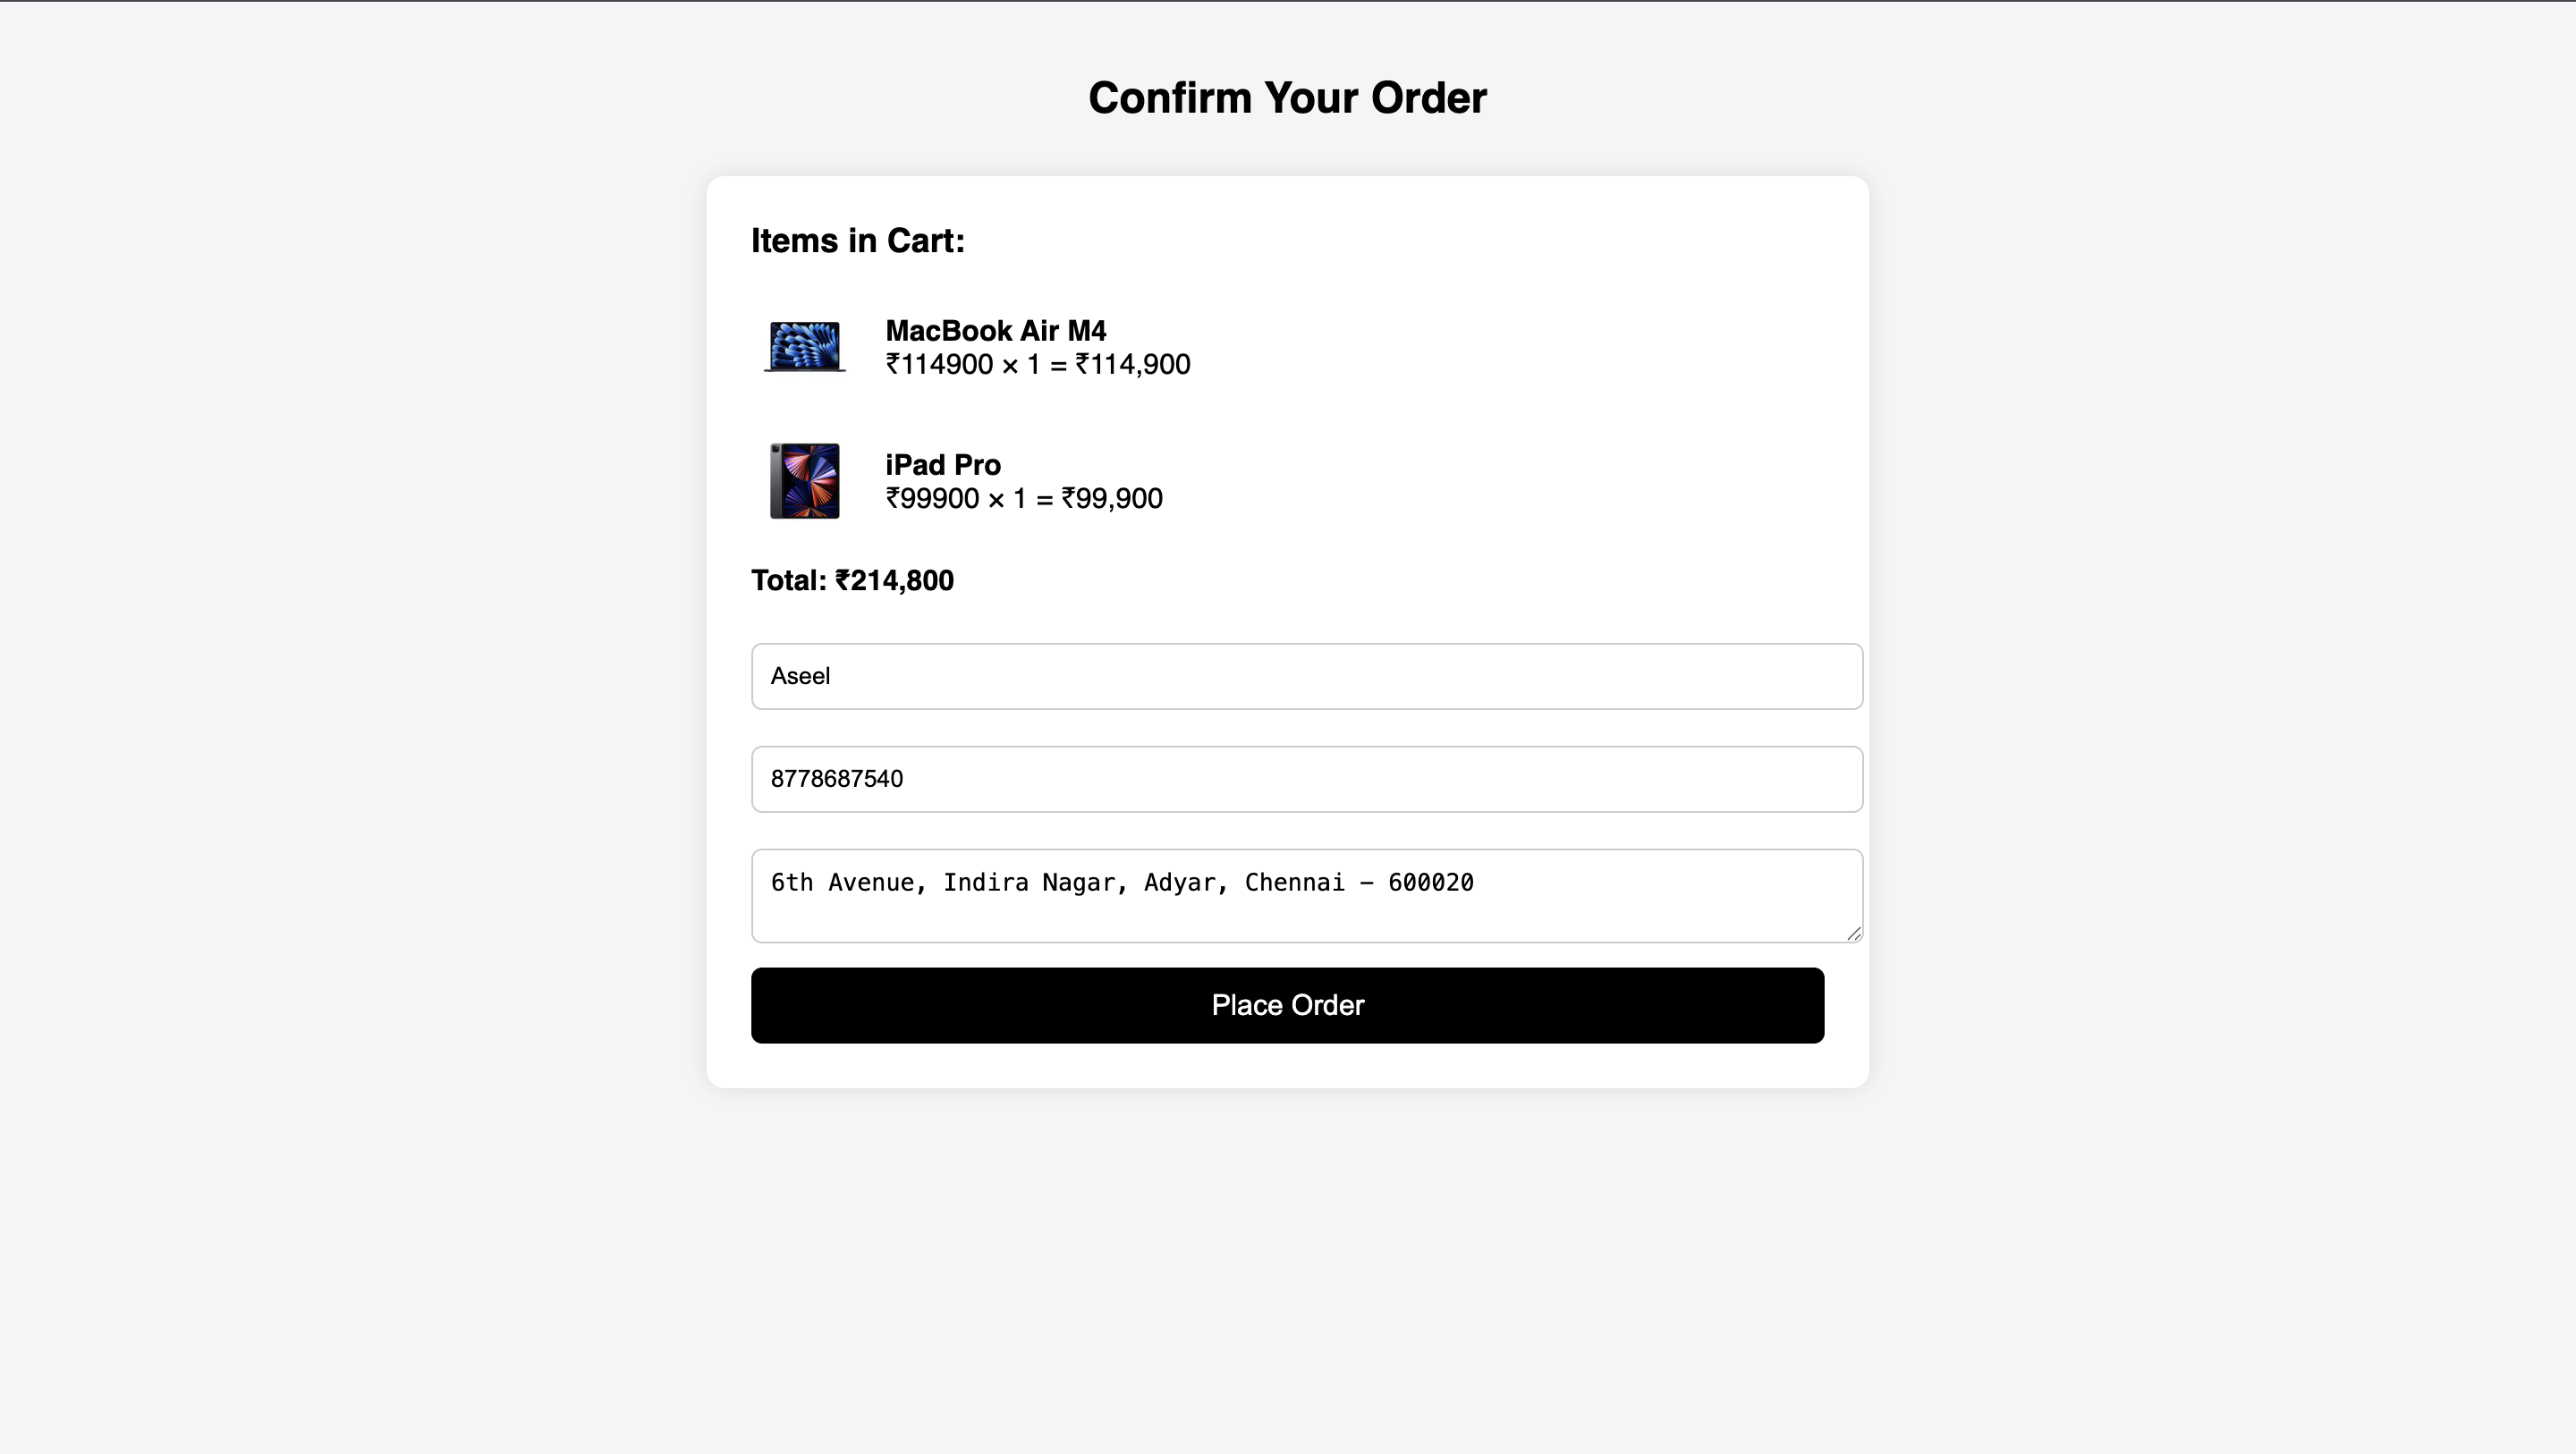 Confirm Your Order
Items in Cart:
MacBook Air M4
₹114900 × 1 = ₹114,900
iPad Pro
₹99900 × 1 = ₹99,900
Total: ₹214,800
Aseel
8778687540
6th Avenue, Indira Nagar, Adyar, Chennai – 600020
Place Order